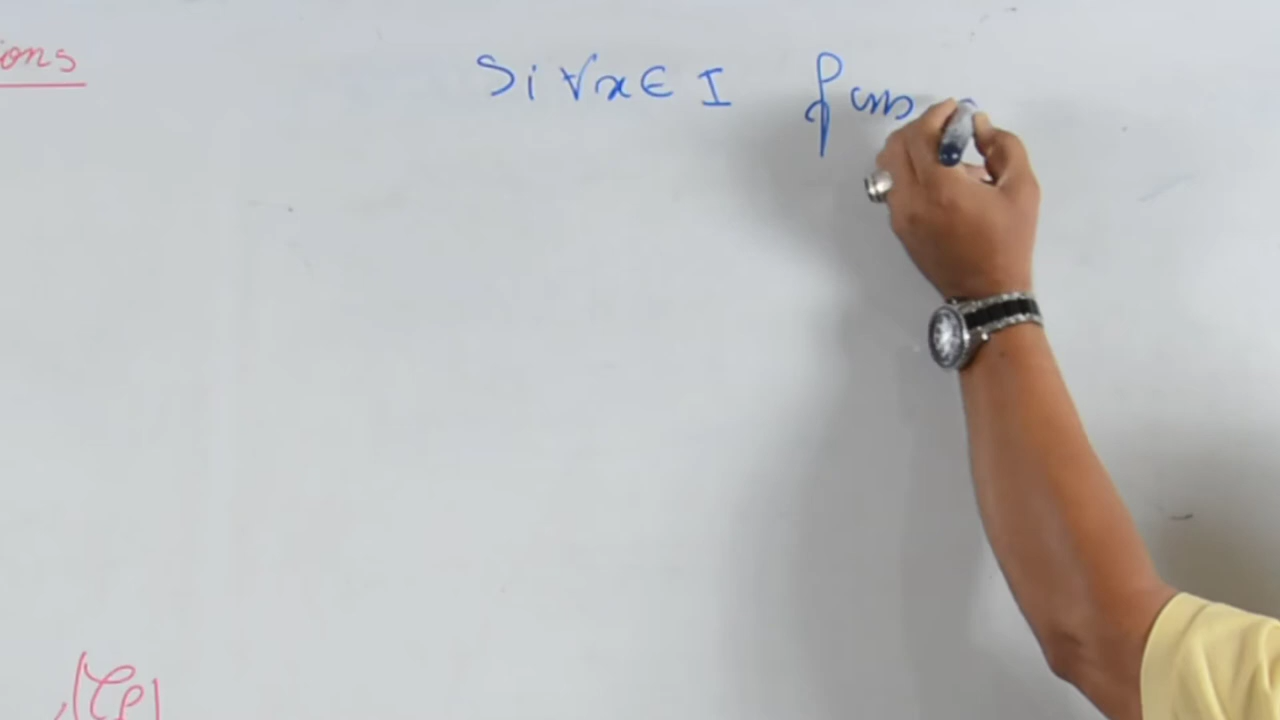 ions
Si ∀x ∈ I f(x)
(Cf)